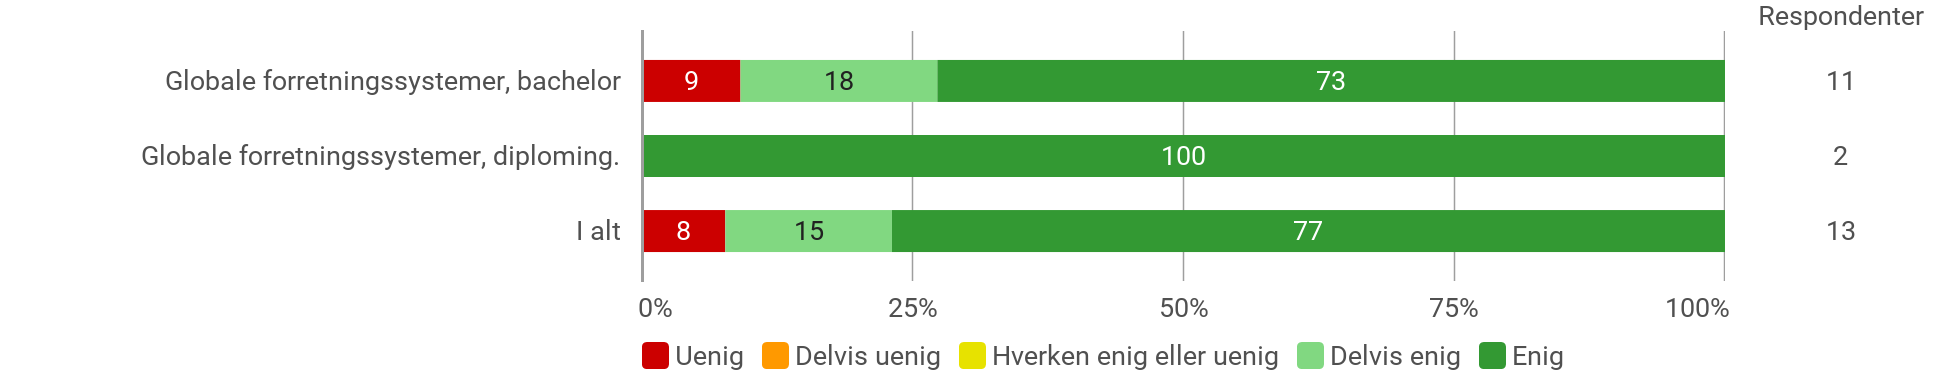 Respondenter
Globale forretningssystemer, bachelor 9 18 73 11
Globale forretningssystemer, diploming. 100 2
I alt 8 15 77 13
0% 25% 50% 75% 100%
Uenig Delvis uenig Hverken enig eller uenig Delvis enig Enig